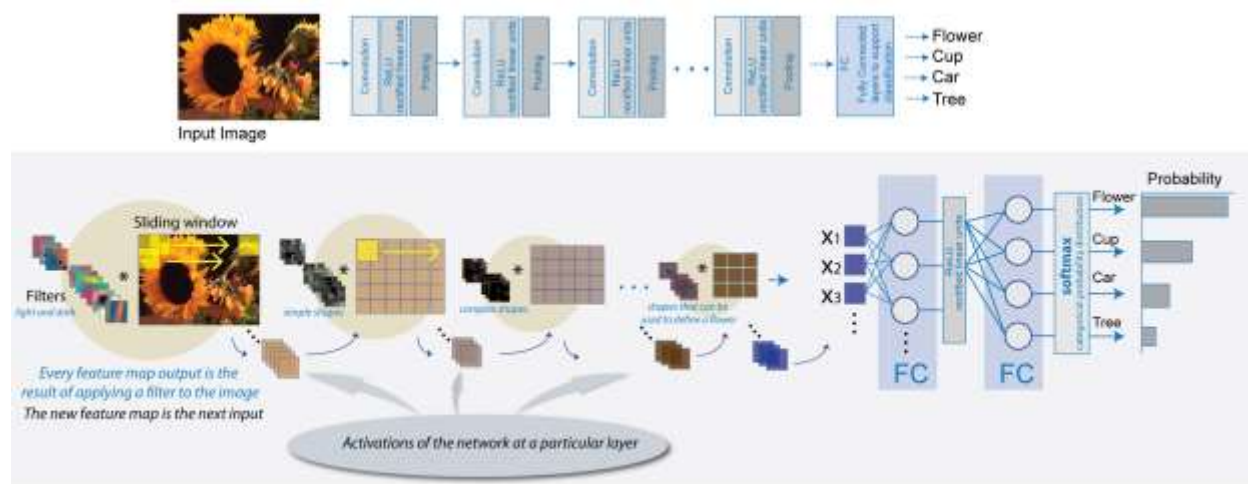 Convolution
ReLU
rectified linear units
Pooling
Convolution
ReLU
rectified linear units
Pooling
Convolution
ReLU
rectified linear units
Pooling
Convolution
ReLU
rectified linear units
Pooling
FC
Fully Connected
layers to support
classification
Flower
Cup
Car
Tree
Input Image
Sliding window
Filters
light and dark
simple shapes
complex shapes
shapes that can be
used to define a flower
X1
X2
X3
FC
ReLU
rectified linear units
FC
softmax
categorical probability distribution
Flower
Cup
Car
Tree
Probability
Every feature map output is the
result of applying a filter to the image
The new feature map is the next input
Activations of the network at a particular layer